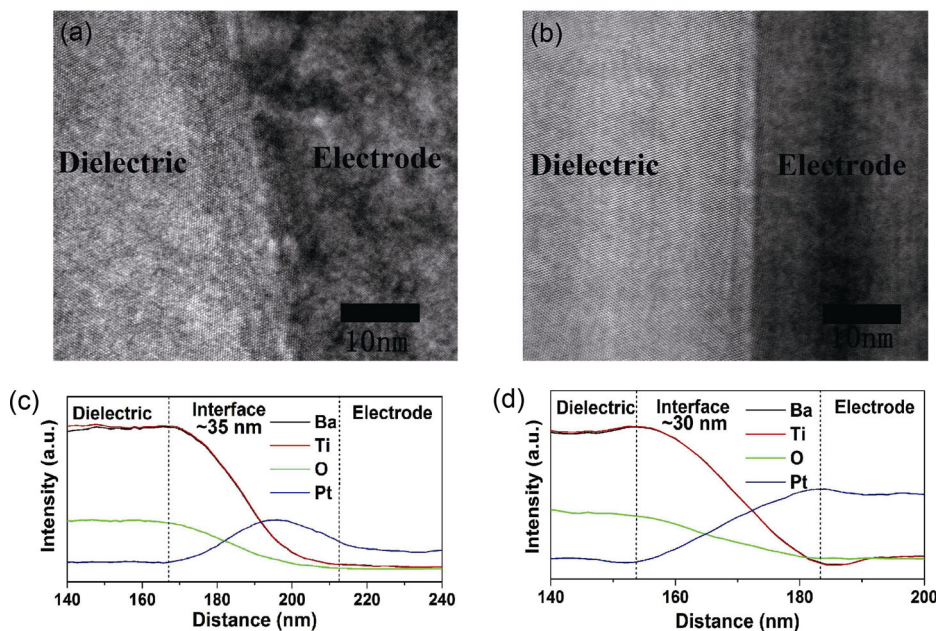 (a)
Dielectric
Electrode
10nm
(b)
Dielectric
Electrode
10nm
(c)
Dielectric
Interface
~35 nm
Electrode
Ba
Ti
O
Pt
Intensity (a.u.)
140 160 180 200 220 240
Distance (nm)
(d)
Dielectric
Interface
~30 nm
Electrode
Ba
Ti
O
Pt
Intensity (a.u.)
140 160 180 200
Distance (nm)